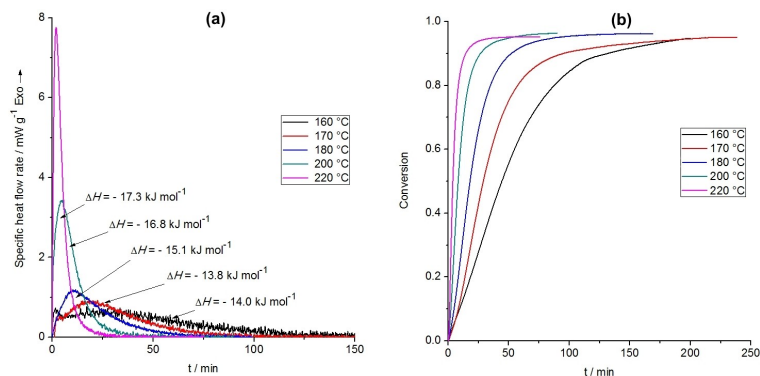 (a)
8
6
4
2
0
Specific heat flow rate / mW g⁻¹ Exo →
160 °C
170 °C
180 °C
200 °C
220 °C
ΔH = - 17.3 kJ mol⁻¹
ΔH = - 16.8 kJ mol⁻¹
ΔH = - 15.1 kJ mol⁻¹
ΔH = - 13.8 kJ mol⁻¹
ΔH = - 14.0 kJ mol⁻¹
0 50 100 150
t / min
(b)
1.0
0.8
0.6
0.4
0.2
0.0
Conversion
160 °C
170 °C
180 °C
200 °C
220 °C
0 50 100 150 200 250
t / min